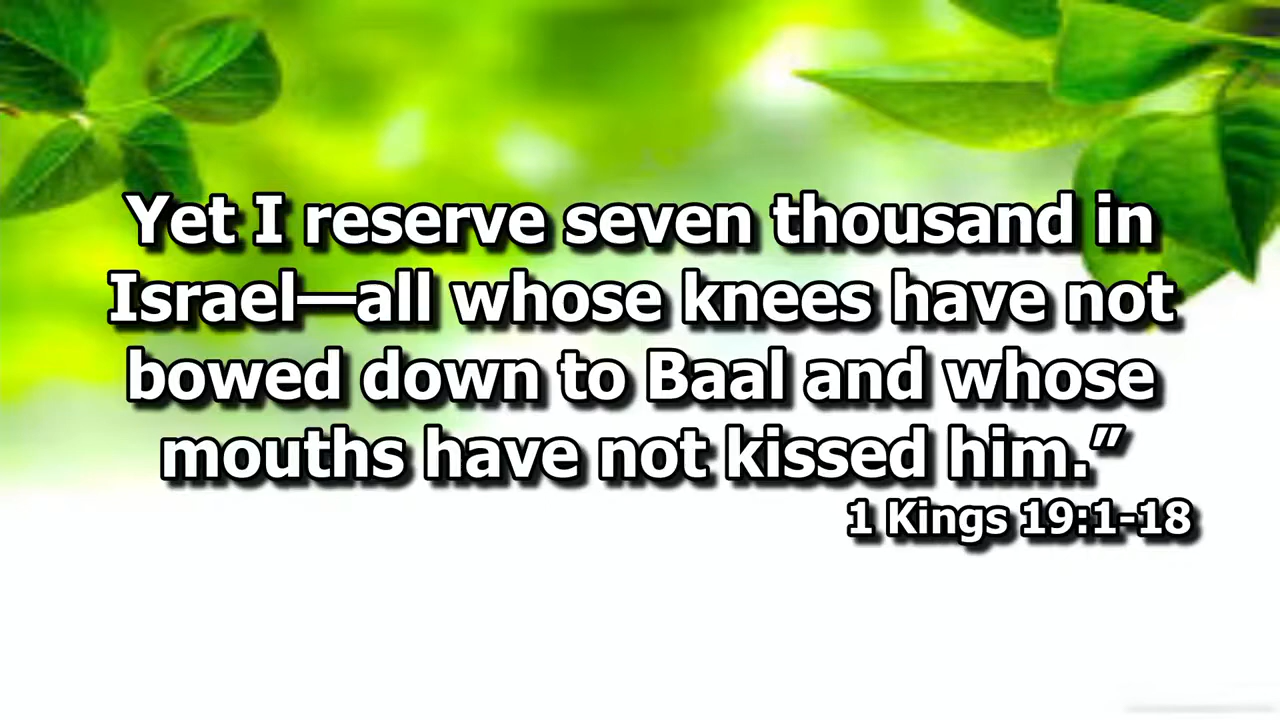 Yet I reserve seven thousand in
Israel—all whose knees have not
bowed down to Baal and whose
mouths have not kissed him.”
1 Kings 19:1-18